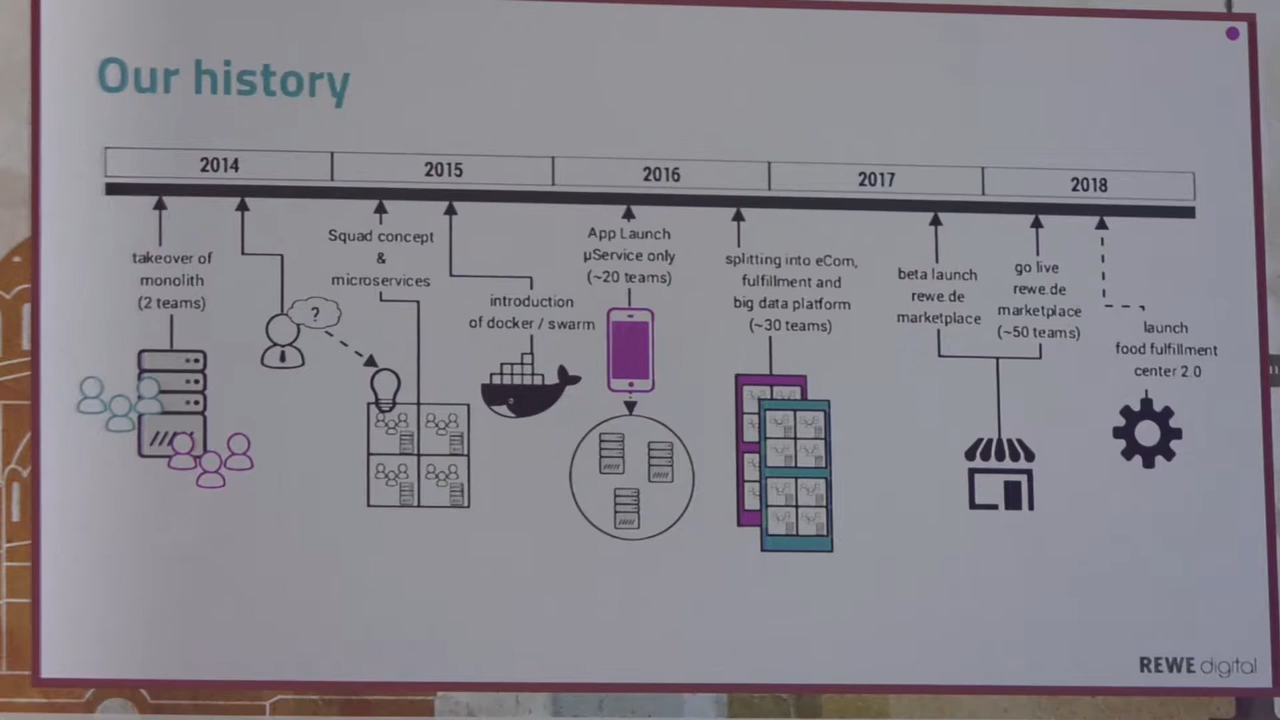 Our history
2014 2015 2016 2017 2018
takeover of
monolith
(2 teams)
?
Squad concept
&
microservices
introduction
of docker / swarm
App Launch
µService only
(~20 teams)
splitting into eCom,
fulfillment and
big data platform
(~30 teams)
beta launch
rewe.de
marketplace
go live
rewe.de
marketplace
(~50 teams)
launch
food fulfillment
center 2.0
REWE digital